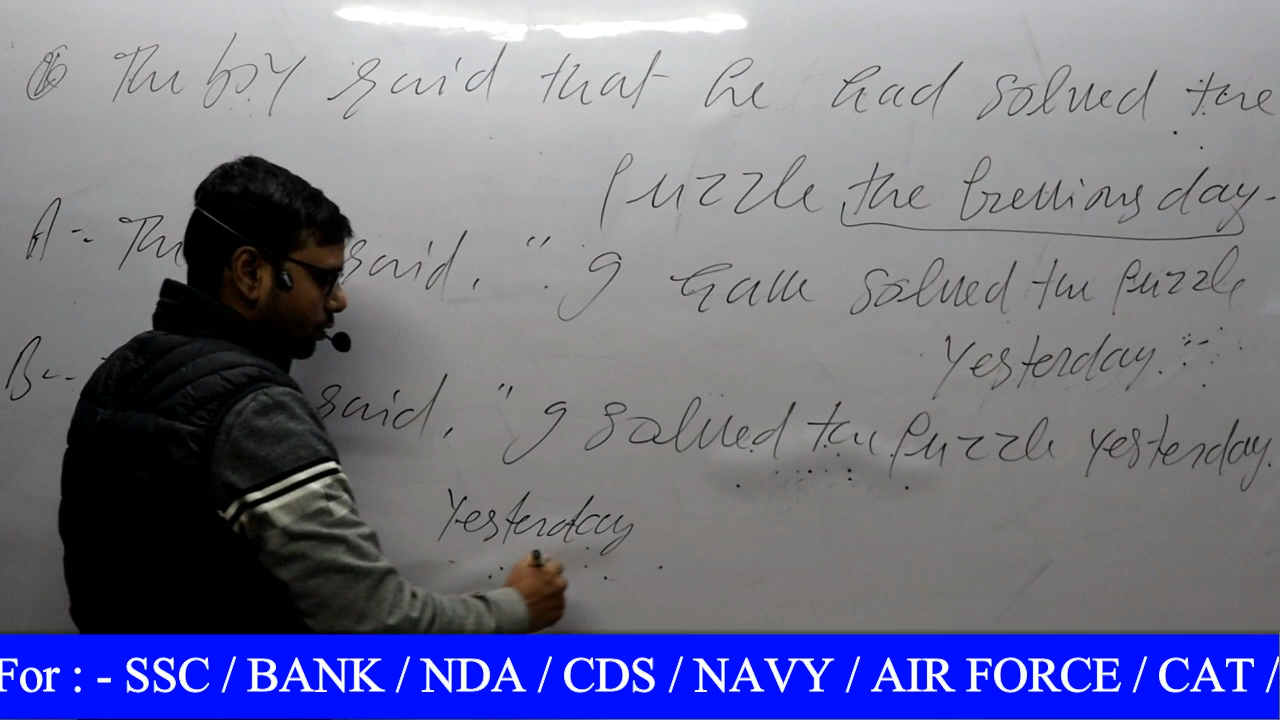 Q The boy said that he had solved the
puzzle the previous day.
A :- The said, "I have solved the puzzle
yesterday."
B :- said, "I solved the puzzle yesterday.
Yesterday
For : - SSC / BANK / NDA / CDS / NAVY / AIR FORCE / CAT /